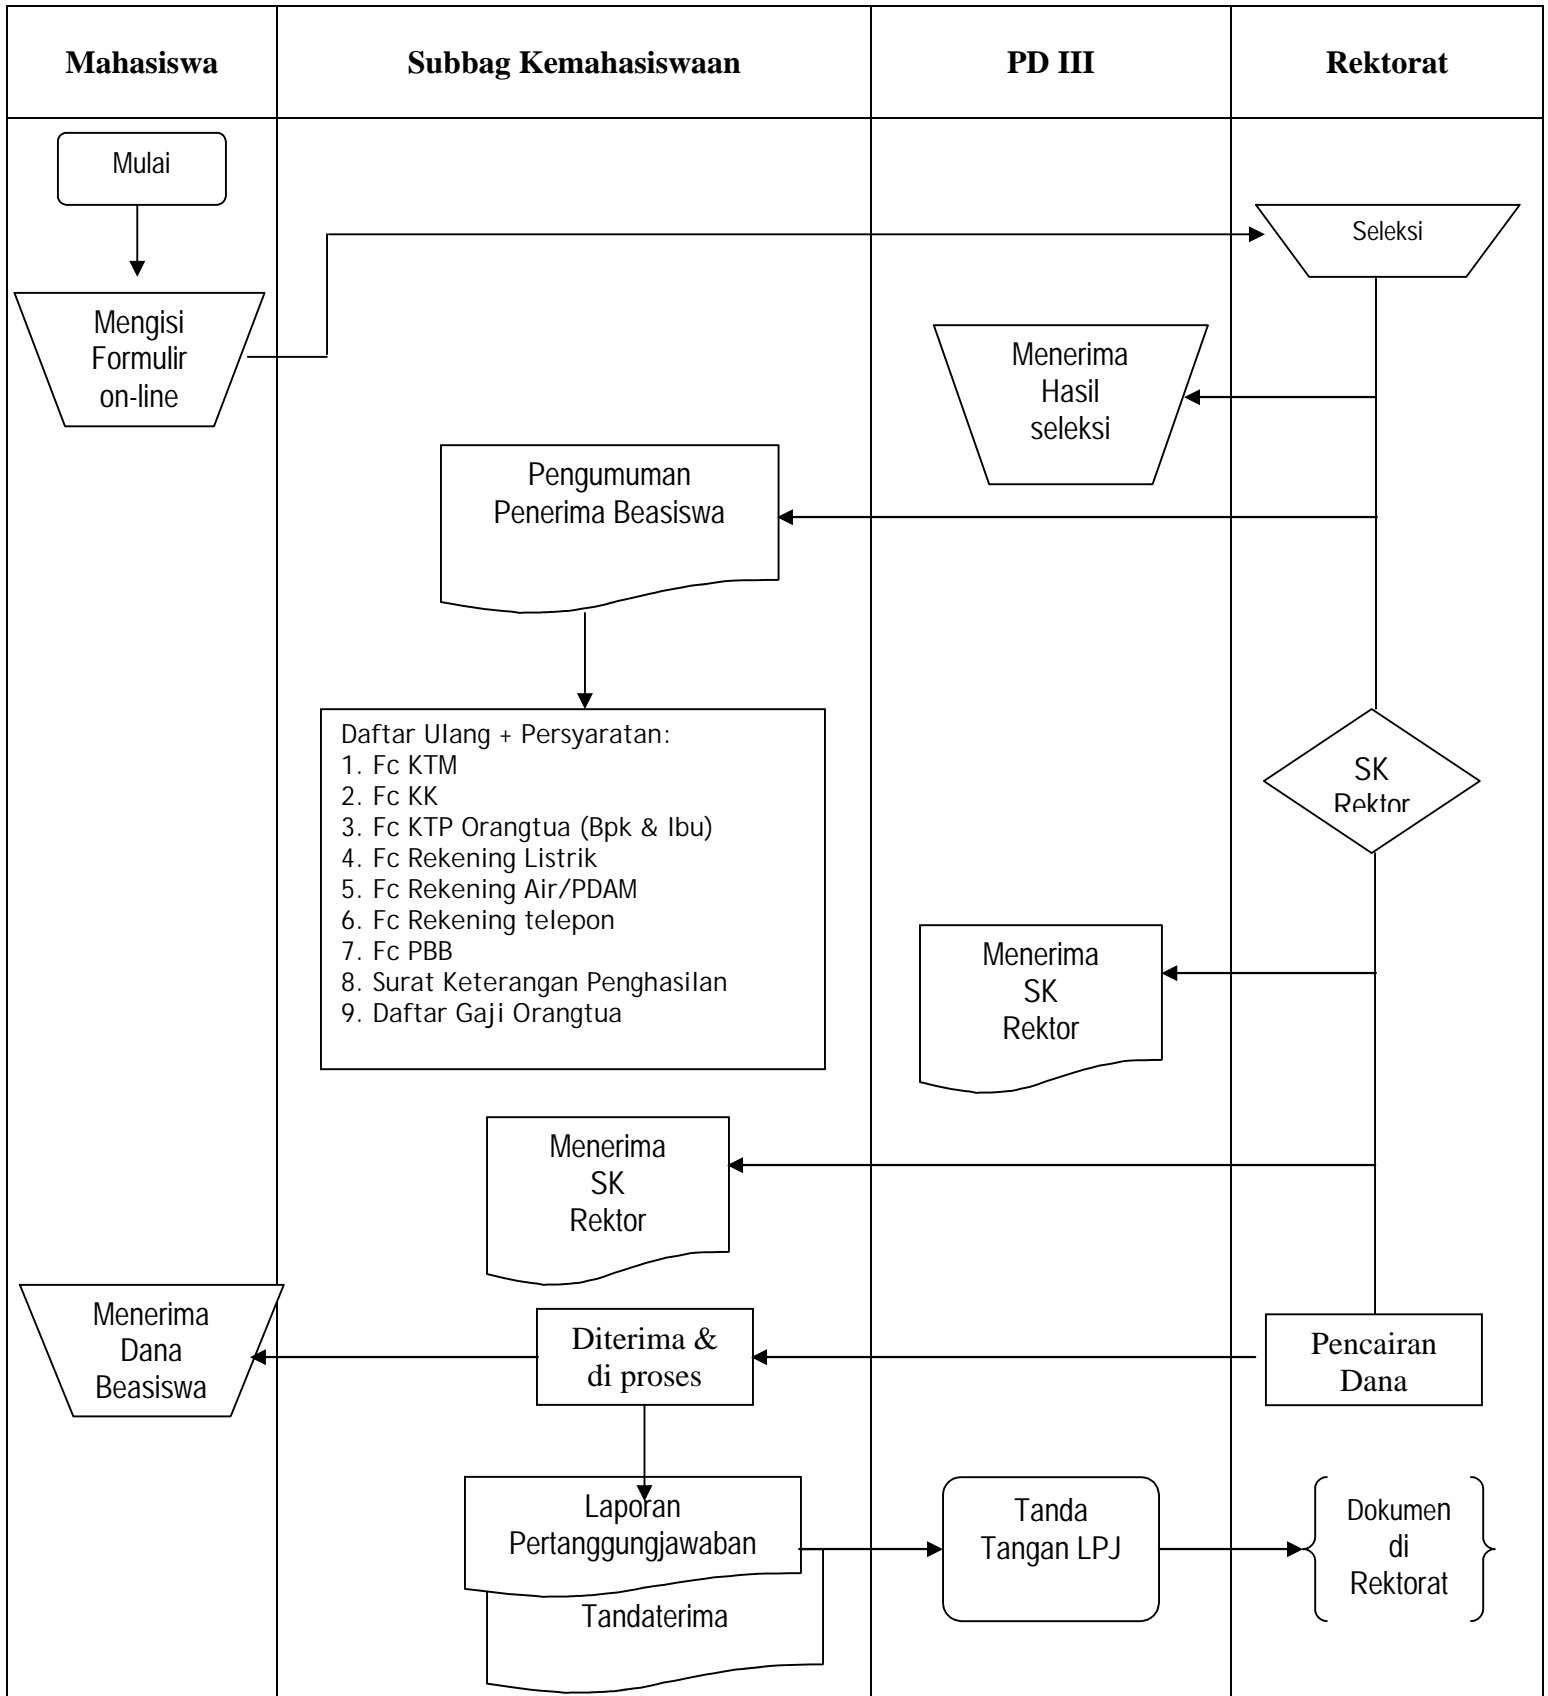 Mahasiswa
Subbag Kemahasiswaan
PD III
Rektorat
Mulai
Seleksi
Mengisi
Formulir
on-line
Menerima
Hasil
seleksi
Pengumuman
Penerima Beasiswa
Daftar Ulang + Persyaratan:
1. Fc KTM
2. Fc KK
3. Fc KTP Orangtua (Bpk & Ibu)
4. Fc Rekening Listrik
5. Fc Rekening Air/PDAM
6. Fc Rekening telepon
7. Fc PBB
8. Surat Keterangan Penghasilan
9. Daftar Gaji Orangtua
SK
Rektor
Menerima
SK
Rektor
Menerima
SK
Rektor
Menerima
Dana
Beasiswa
Diterima &
di proses
Pencairan
Dana
Laporan
Pertanggungjawaban
Tandaterima
Tanda
Tangan LPJ
Dokumen
di
Rektorat